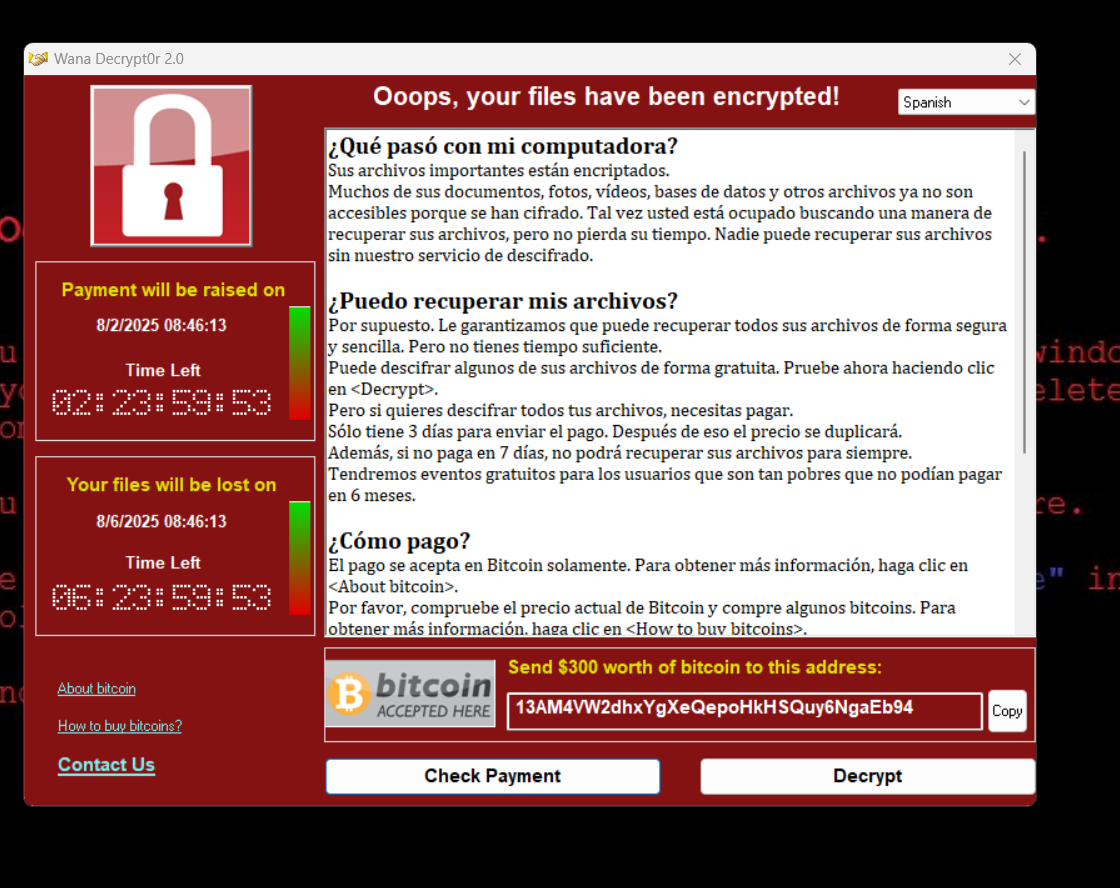 Wana Decrypt0r 2.0
Ooops, your files have been encrypted!
Spanish
¿Qué pasó con mi computadora?
Sus archivos importantes están encriptados.
Muchos de sus documentos, fotos, vídeos, bases de datos y otros archivos ya no son
accesibles porque se han cifrado. Tal vez usted está ocupado buscando una manera de
recuperar sus archivos, pero no pierda su tiempo. Nadie puede recuperar sus archivos
sin nuestro servicio de descifrado.
¿Puedo recuperar mis archivos?
Por supuesto. Le garantizamos que puede recuperar todos sus archivos de forma segura
y sencilla. Pero no tienes tiempo suficiente.
Puede descifrar algunos de sus archivos de forma gratuita. Pruebe ahora haciendo clic
en <Decrypt>.
Pero si quieres descifrar todos tus archivos, necesitas pagar.
Sólo tiene 3 días para enviar el pago. Después de eso el precio se duplicará.
Además, si no paga en 7 días, no podrá recuperar sus archivos para siempre.
Tendremos eventos gratuitos para los usuarios que son tan pobres que no podían pagar
en 6 meses.
¿Cómo pago?
El pago se acepta en Bitcoin solamente. Para obtener más información, haga clic en
<About bitcoin>.
Por favor, compruebe el precio actual de Bitcoin y compre algunos bitcoins. Para
obtener más información, haga clic en <How to buy bitcoins>.
Payment will be raised on
8/2/2025 08:46:13
Time Left
02:23:59:53
Your files will be lost on
8/6/2025 08:46:13
Time Left
06:23:59:53
About bitcoin
How to buy bitcoins?
Contact Us
bitcoin
ACCEPTED HERE
Send $300 worth of bitcoin to this address:
13AM4VW2dhxYgXeQepoHkHSQuy6NgaEb94
Copy
Check Payment
Decrypt